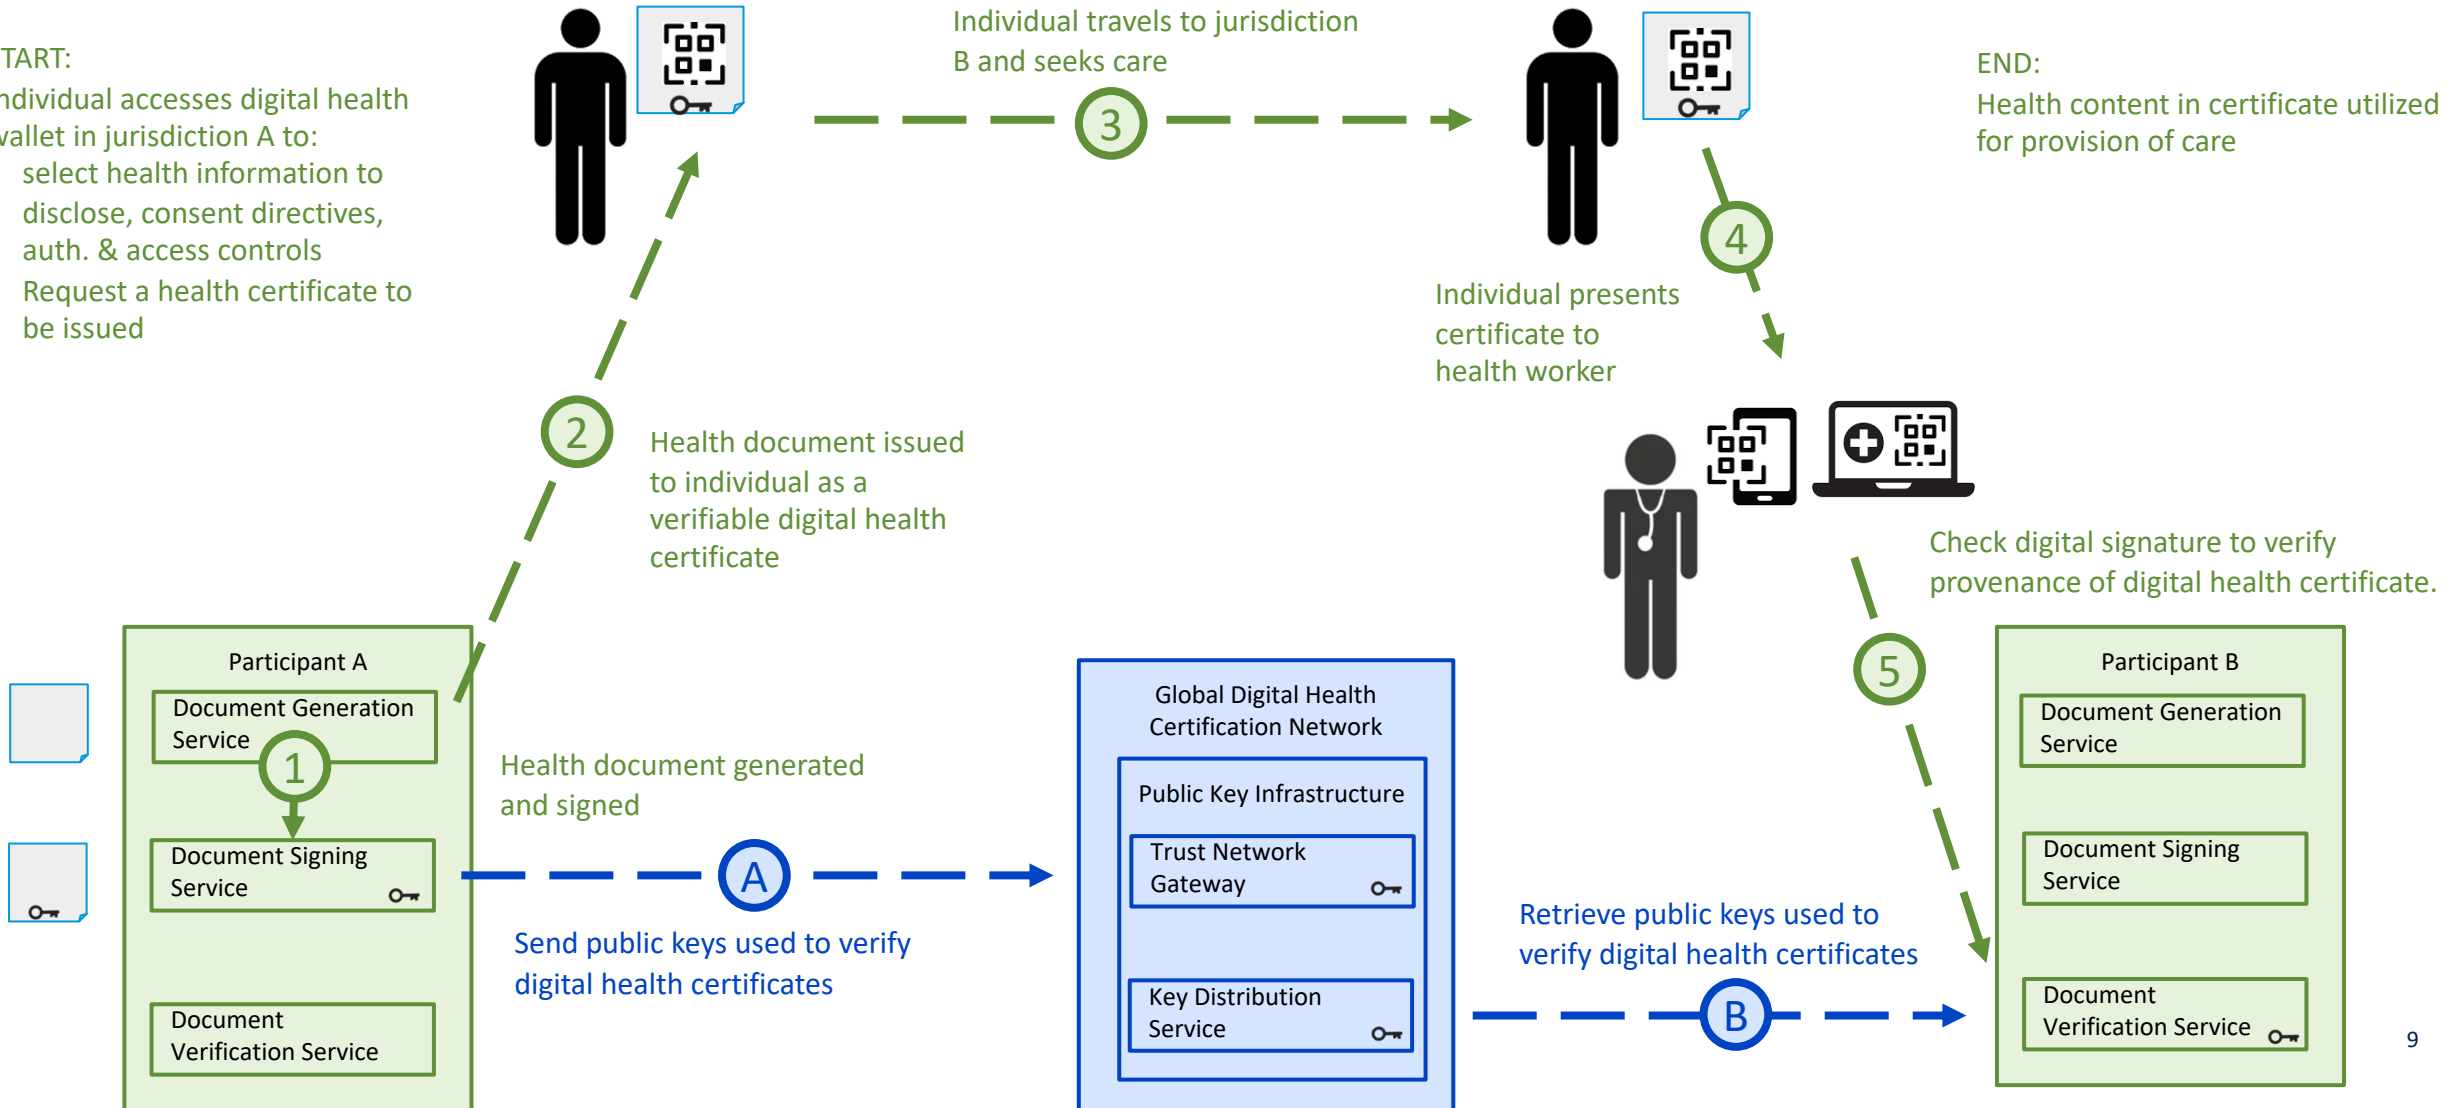 TART:
ndividual accesses digital health
vallet in jurisdiction A to:
select health information to
disclose, consent directives,
auth. & access controls
Request a health certificate to
be issued
Individual travels to jurisdiction
B and seeks care
3
END:
Health content in certificate utilized
for provision of care
4
Individual presents
certificate to
health worker
2
Health document issued
to individual as a
verifiable digital health
certificate
Check digital signature to verify
provenance of digital health certificate.
5
Participant A
Document Generation
Service
1
Document Signing
Service
Document
Verification Service
Health document generated
and signed
A
Send public keys used to verify
digital health certificates
Global Digital Health
Certification Network
Public Key Infrastructure
Trust Network
Gateway
Key Distribution
Service
Retrieve public keys used to
verify digital health certificates
B
Participant B
Document Generation
Service
Document Signing
Service
Document
Verification Service
9